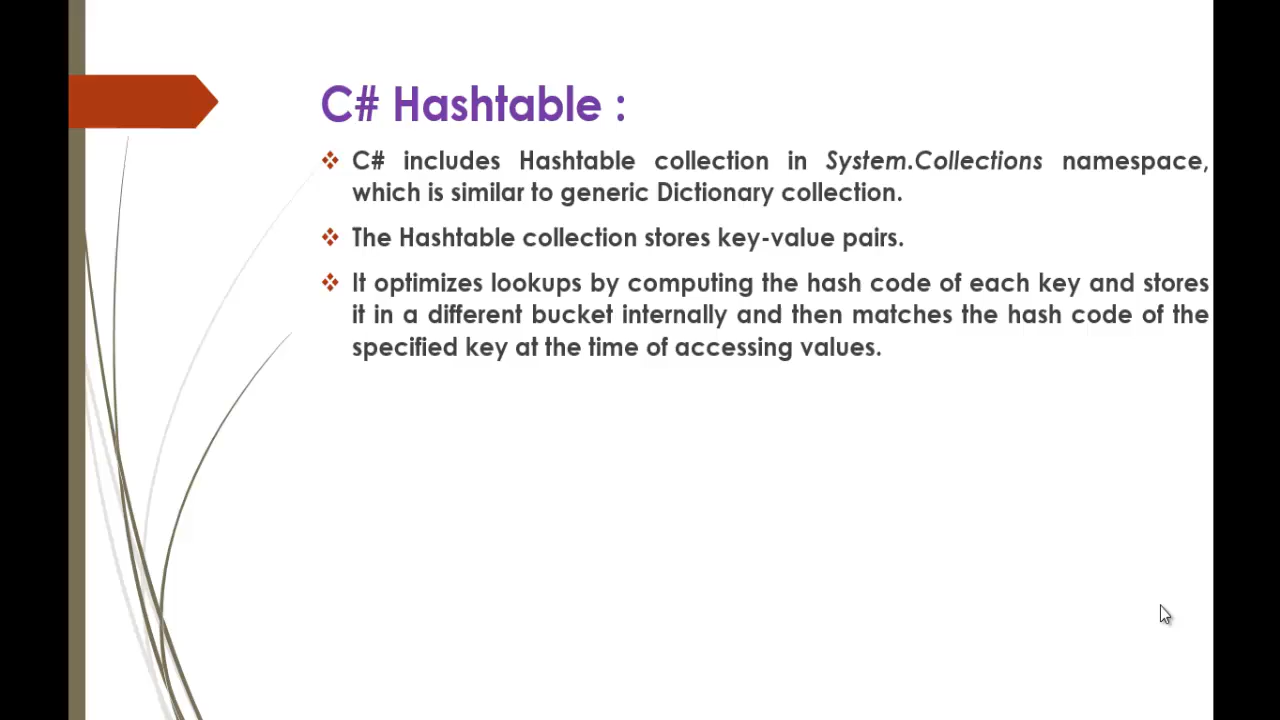 C# Hashtable :
❖ C# includes Hashtable collection in System.Collections namespace,
which is similar to generic Dictionary collection.
❖ The Hashtable collection stores key-value pairs.
❖ It optimizes lookups by computing the hash code of each key and stores
it in a different bucket internally and then matches the hash code of the
specified key at the time of accessing values.